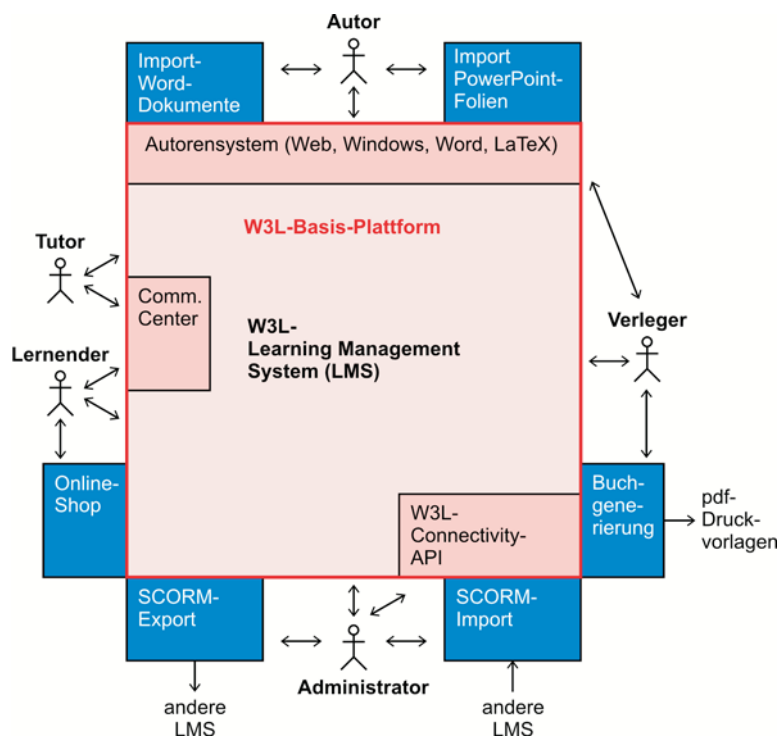 Autor
Import-
Word-
Dokumente
Import
PowerPoint-
Folien
Autorensystem (Web, Windows, Word, LaTeX)
W3L-Basis-Plattform
Tutor
Comm.
Center
W3L-
Learning Management
System (LMS)
Verleger
Lernender
Online-
Shop
W3L-
Connectivity-
API
Buch-
gene-
rierung
pdf-
Druck-
vorlagen
SCORM-
Export
SCORM-
Import
Administrator
andere
LMS
andere
LMS